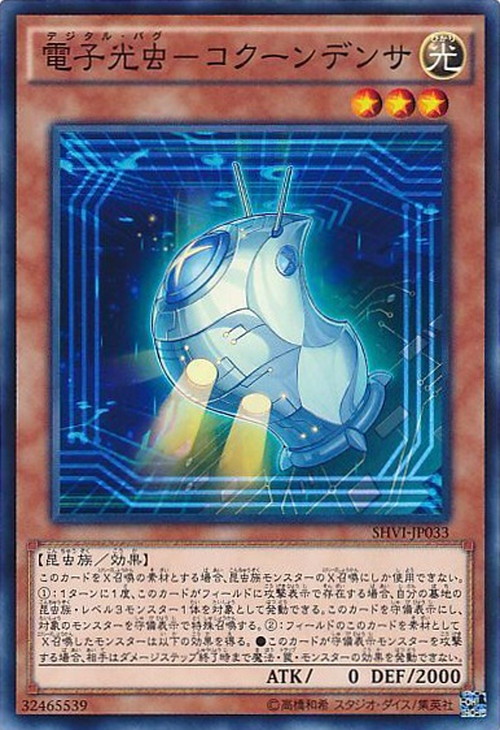 デジタル・バグ
電子光虫－コクーンデンサ
ひかり
光
SHVI-JP033
【昆虫族／効果】
このカードをX召喚の素材とする場合、昆虫族モンスターのX召喚にしか使用できない。
①：1ターンに1度、このカードがフィールドに攻撃表示で存在する場合、自分の墓地の
昆虫族・レベル3モンスター1体を対象として発動できる。このカードを守備表示にし、
対象のモンスターを守備表示で特殊召喚する。②：フィールドのこのカードを素材として
X召喚したモンスターは以下の効果を得る。●このカードが守備表示モンスターを攻撃
する場合、相手はダメージステップ終了時まで魔法・罠・モンスターの効果を発動できない。
ATK/ 0 DEF/2000
32465539 ©高橋和希 スタジオ・ダイス/集英社